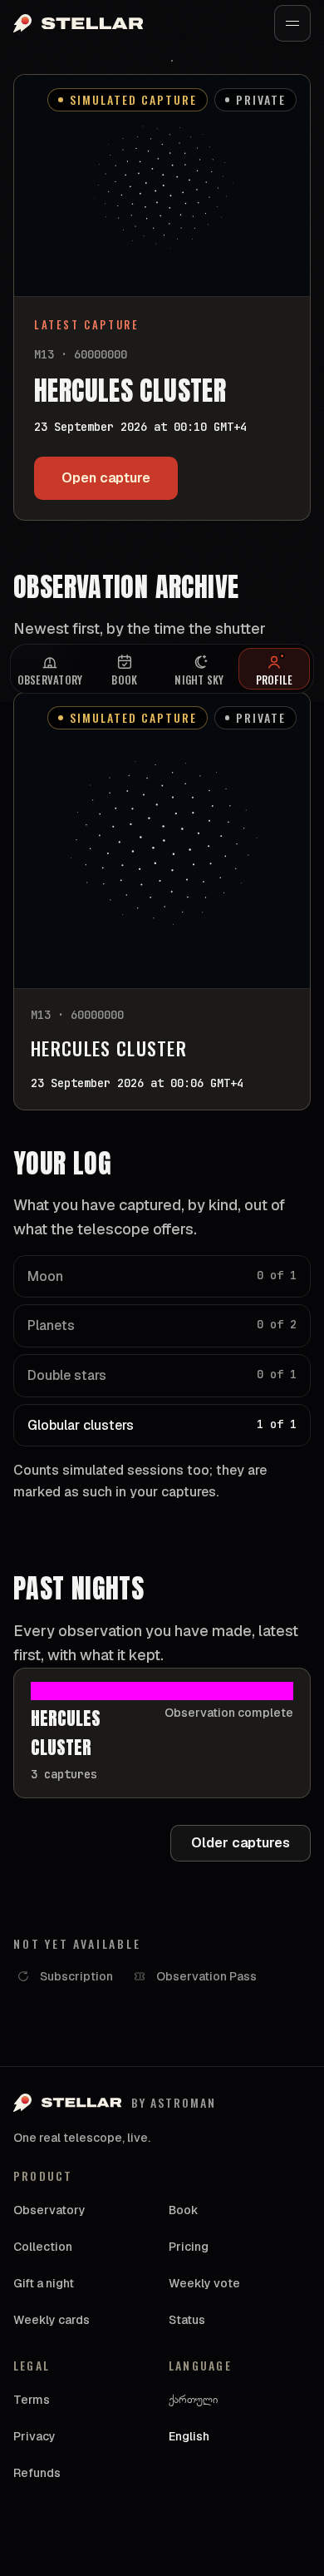 STELLAR
SIMULATED CAPTURE
PRIVATE
LATEST CAPTURE
M13 · 60000000
HERCULES CLUSTER
23 September 2026 at 00:10 GMT+4
Open capture
OBSERVATION ARCHIVE
Newest first, by the time the shutter
OBSERVATORY
BOOK
NIGHT SKY
PROFILE
SIMULATED CAPTURE
PRIVATE
M13 · 60000000
HERCULES CLUSTER
23 September 2026 at 00:06 GMT+4
YOUR LOG
What you have captured, by kind, out of
what the telescope offers.
Moon 0 of 1
Planets 0 of 2
Double stars 0 of 1
Globular clusters 1 of 1
Counts simulated sessions too; they are
marked as such in your captures.
PAST NIGHTS
Every observation you have made, latest
first, with what it kept.
HERCULES
CLUSTER
Observation complete
3 captures
Older captures
NOT YET AVAILABLE
Subscription
Observation Pass
STELLAR BY ASTROMAN
One real telescope, live.
PRODUCT
Observatory
Book
Collection
Pricing
Gift a night
Weekly vote
Weekly cards
Status
LEGAL
LANGUAGE
Terms
ქართული
Privacy
English
Refunds